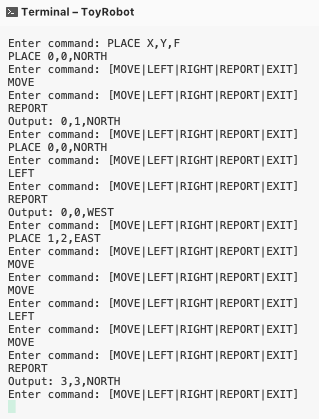 Terminal – ToyRobot
Enter command: PLACE X,Y,F
PLACE 0,0,NORTH
Enter command: [MOVE|LEFT|RIGHT|REPORT|EXIT]
MOVE
Enter command: [MOVE|LEFT|RIGHT|REPORT|EXIT]
REPORT
Output: 0,1,NORTH
Enter command: [MOVE|LEFT|RIGHT|REPORT|EXIT]
PLACE 0,0,NORTH
Enter command: [MOVE|LEFT|RIGHT|REPORT|EXIT]
LEFT
Enter command: [MOVE|LEFT|RIGHT|REPORT|EXIT]
REPORT
Output: 0,0,WEST
Enter command: [MOVE|LEFT|RIGHT|REPORT|EXIT]
PLACE 1,2,EAST
Enter command: [MOVE|LEFT|RIGHT|REPORT|EXIT]
MOVE
Enter command: [MOVE|LEFT|RIGHT|REPORT|EXIT]
MOVE
Enter command: [MOVE|LEFT|RIGHT|REPORT|EXIT]
LEFT
Enter command: [MOVE|LEFT|RIGHT|REPORT|EXIT]
MOVE
Enter command: [MOVE|LEFT|RIGHT|REPORT|EXIT]
REPORT
Output: 3,3,NORTH
Enter command: [MOVE|LEFT|RIGHT|REPORT|EXIT]